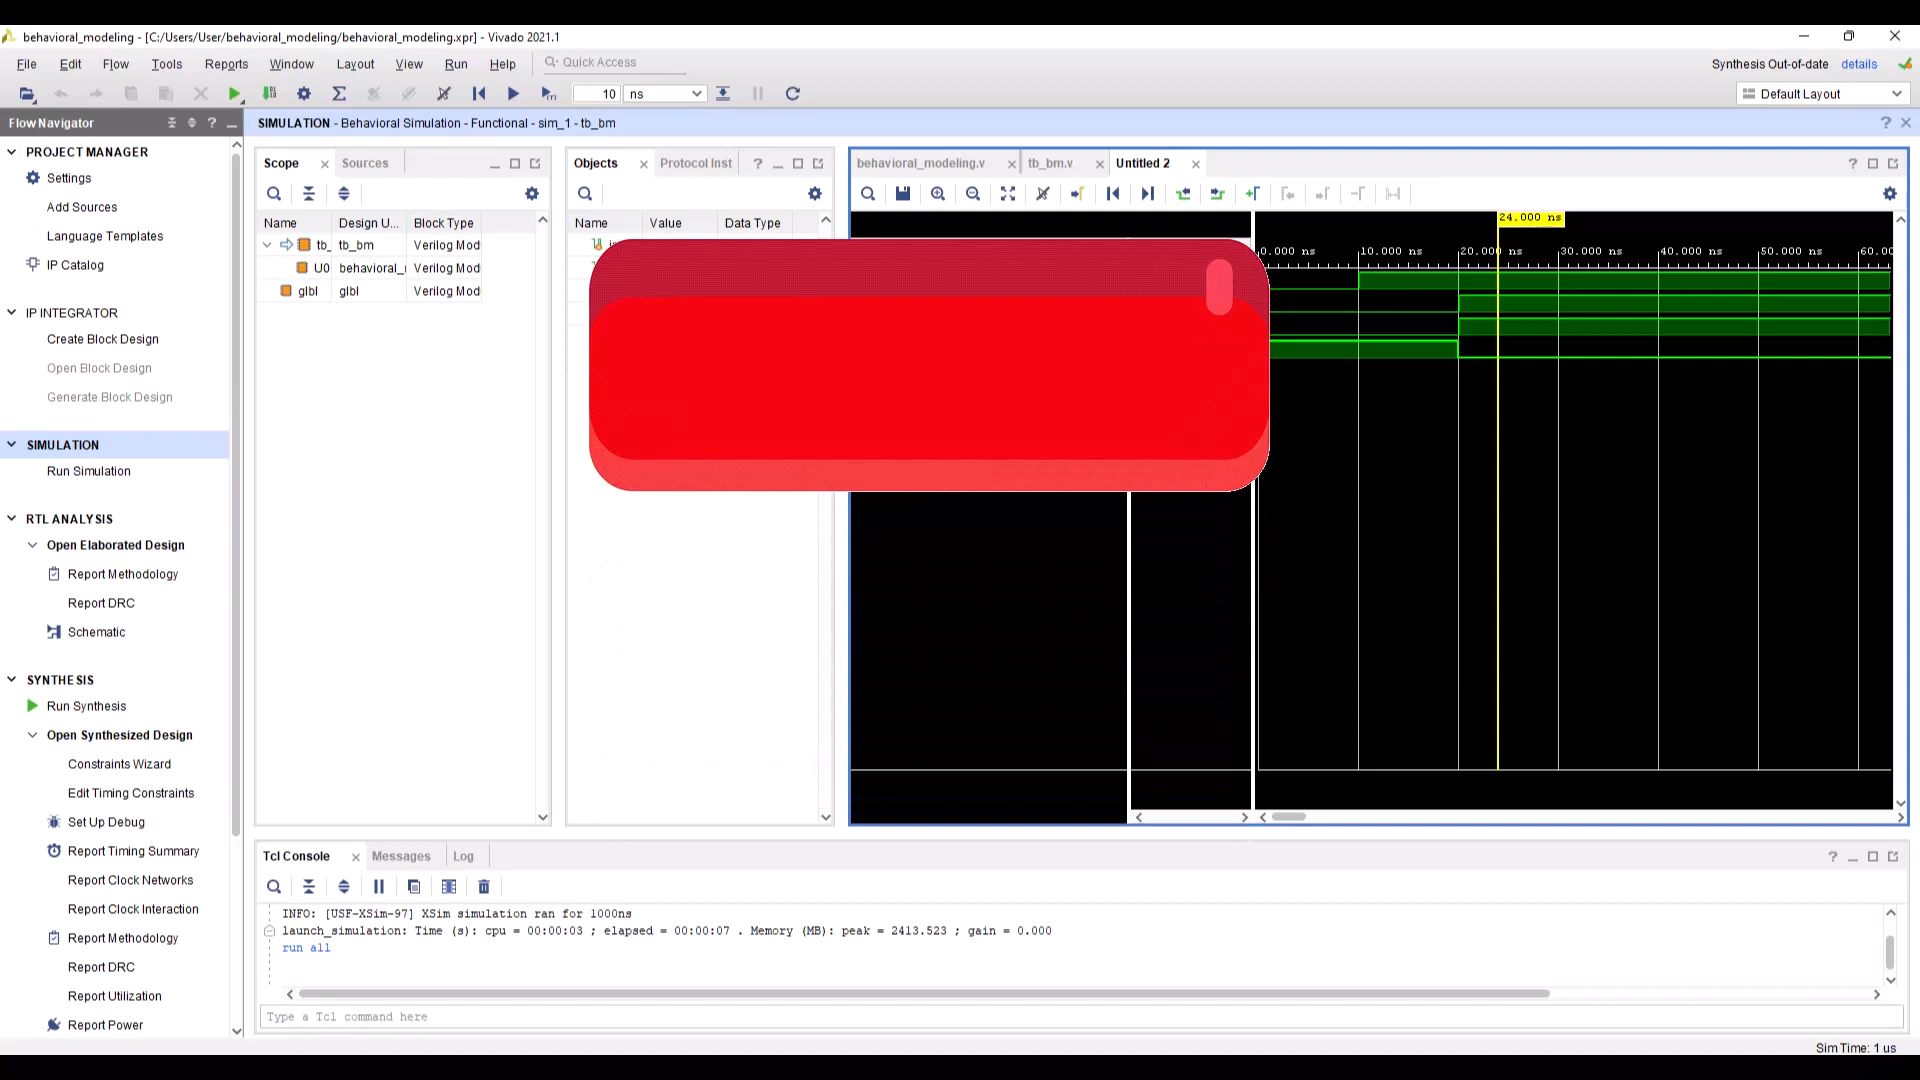 behavioral_modeling - [C:/Users/User/behavioral_modeling/behavioral_modeling.xpr] - Vivado 2021.1
File Edit Flow Tools Reports Window Layout View Run Help Quick Access
Synthesis Out-of-date details
10 ns
Default Layout
Flow Navigator
SIMULATION - Behavioral Simulation - Functional - sim_1 - tb_bm
PROJECT MANAGER
Settings
Add Sources
Language Templates
IP Catalog
IP INTEGRATOR
Create Block Design
Open Block Design
Generate Block Design
SIMULATION
Run Simulation
RTL ANALYSIS
Open Elaborated Design
Report Methodology
Report DRC
Schematic
SYNTHESIS
Run Synthesis
Open Synthesized Design
Constraints Wizard
Edit Timing Constraints
Set Up Debug
Report Timing Summary
Report Clock Networks
Report Clock Interaction
Report Methodology
Report DRC
Report Utilization
Report Power
Scope Sources
Name Design U... Block Type
tb_ tb_bm Verilog Mod
U0 behavioral_ Verilog Mod
glbl glbl Verilog Mod
Objects Protocol Inst
Name Value Data Type
behavioral_modeling.v tb_bm.v Untitled 2
24.000 ns
0.000 ns 10.000 ns 20.000 ns 30.000 ns 40.000 ns 50.000 ns 60.00
Tcl Console Messages Log
INFO: [USF-XSim-97] XSim simulation ran for 1000ns
launch_simulation: Time (s): cpu = 00:00:03 ; elapsed = 00:00:07 . Memory (MB): peak = 2413.523 ; gain = 0.000
run all
Type a Tcl command here
Sim Time: 1 us